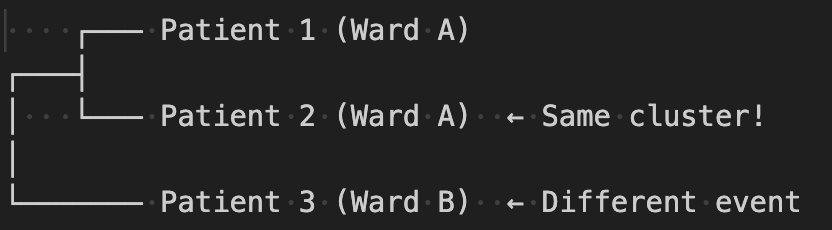 Patient 1 (Ward A)
Patient 2 (Ward A) ← Same cluster!
Patient 3 (Ward B) ← Different event